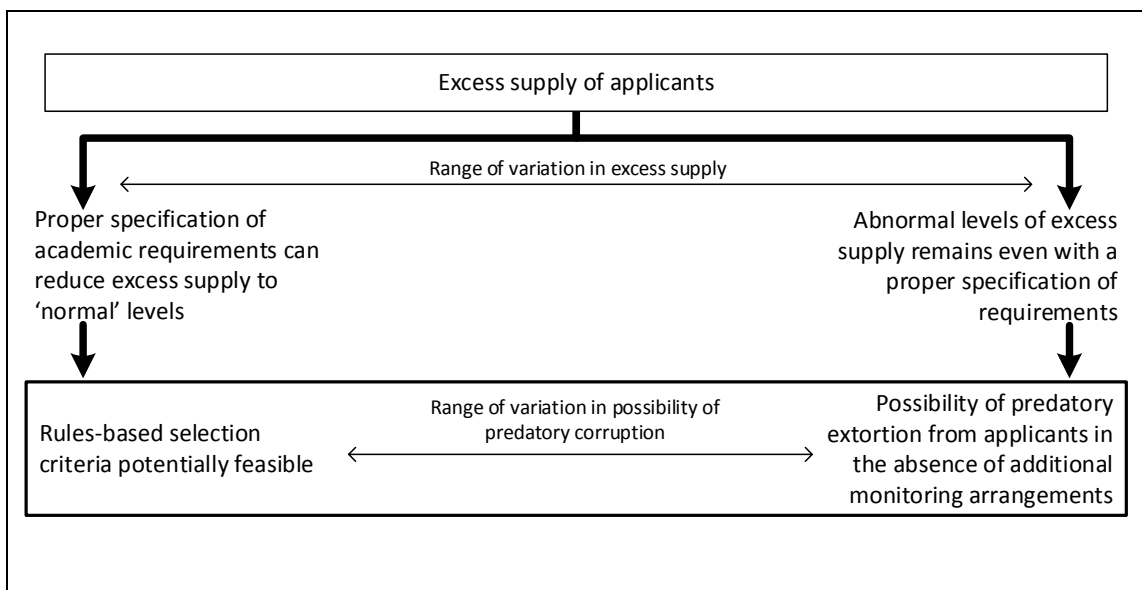 Excess supply of applicants
Range of variation in excess supply
Proper specification of
academic requirements can
reduce excess supply to
‘normal’ levels
Abnormal levels of excess
supply remains even with a
proper specification of
requirements
Rules-based selection
criteria potentially feasible
Range of variation in possibility of
predatory corruption
Possibility of predatory
extortion from applicants in
the absence of additional
monitoring arrangements